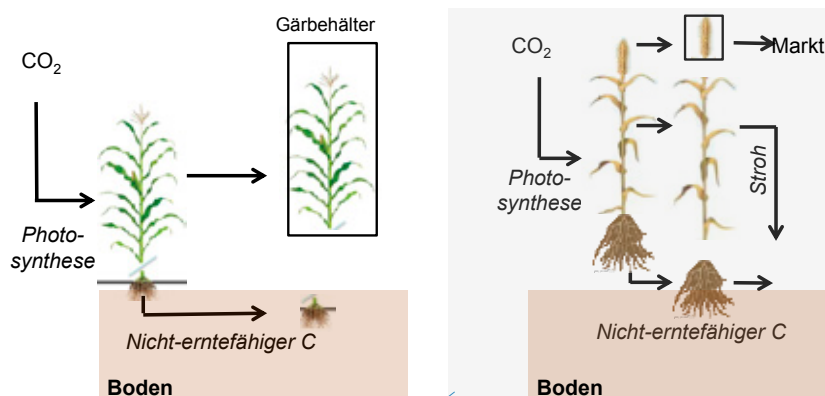 Gärbehälter
CO2
Photo-
synthese
Nicht-erntefähiger C
Boden
CO2
Markt
Photo-
synthese
Stroh
Nicht-erntefähiger C
Boden